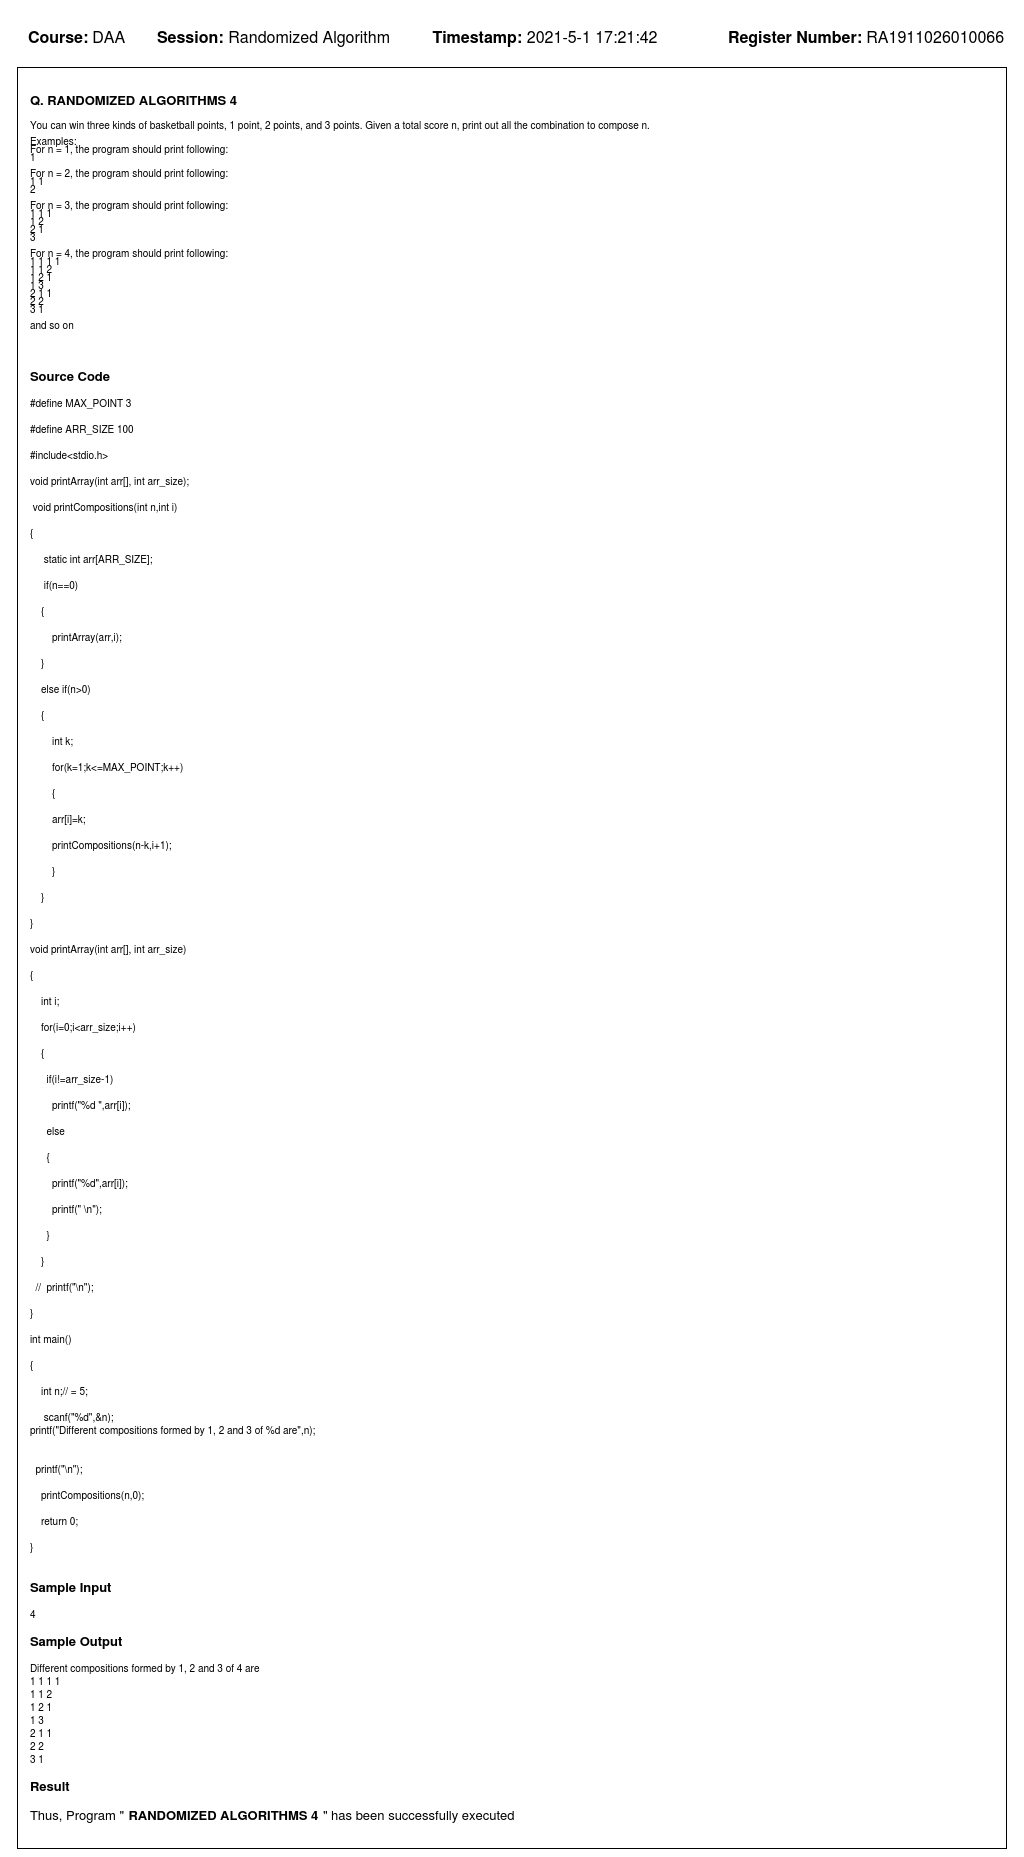 Course: DAA Session: Randomized Algorithm Timestamp: 2021-5-1 17:21:42 Register Number: RA1911026010066
Q. RANDOMIZED ALGORITHMS 4
You can win three kinds of basketball points, 1 point, 2 points, and 3 points. Given a total score n, print out all the combination to compose n.
Examples:
For n = 1, the program should print following:
1
For n = 2, the program should print following:
1 1
2
For n = 3, the program should print following:
1 1 1
1 2
2 1
3
For n = 4, the program should print following:
1 1 1 1
1 1 2
1 2 1
1 3
2 1 1
2 2
3 1
and so on
Source Code
#define MAX_POINT 3
#define ARR_SIZE 100
#include<stdio.h>
void printArray(int arr[], int arr_size);
void printCompositions(int n,int i)
{
static int arr[ARR_SIZE];
if(n==0)
{
printArray(arr,i);
}
else if(n>0)
{
int k;
for(k=1;k<=MAX_POINT;k++)
{
arr[i]=k;
printCompositions(n-k,i+1);
}
}
}
void printArray(int arr[], int arr_size)
{
int i;
for(i=0;i<arr_size;i++)
{
if(i!=arr_size-1)
printf("%d ",arr[i]);
else
{
printf("%d",arr[i]);
printf(" \n");
}
}
// printf("\n");
}
int main()
{
int n;// = 5;
scanf("%d",&n);
printf("Different compositions formed by 1, 2 and 3 of %d are",n);
printf("\n");
printCompositions(n,0);
return 0;
}
Sample Input
4
Sample Output
Different compositions formed by 1, 2 and 3 of 4 are
1 1 1 1
1 1 2
1 2 1
1 3
2 1 1
2 2
3 1
Result
Thus, Program " RANDOMIZED ALGORITHMS 4 " has been successfully executed